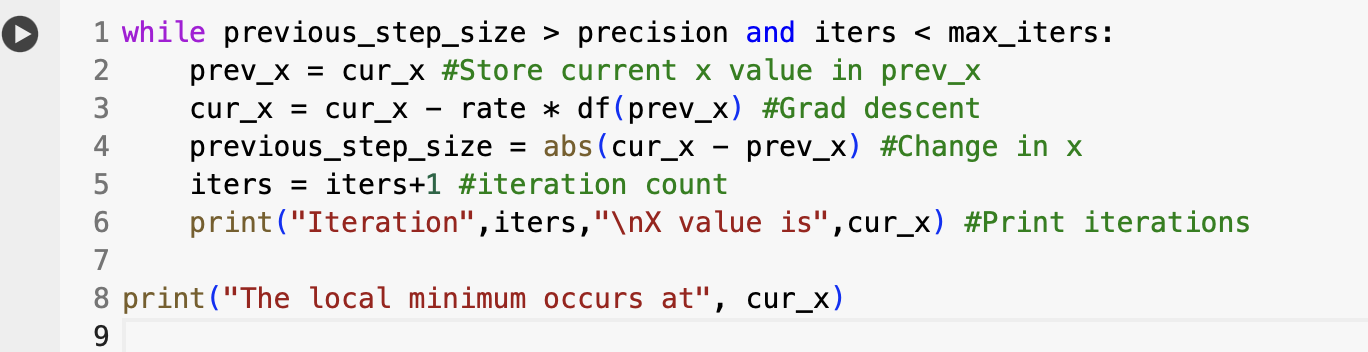 1 while previous_step_size > precision and iters < max_iters:
2     prev_x = cur_x #Store current x value in prev_x
3     cur_x = cur_x - rate * df(prev_x) #Grad descent
4     previous_step_size = abs(cur_x - prev_x) #Change in x
5     iters = iters+1 #iteration count
6     print("Iteration",iters,"\nX value is",cur_x) #Print iterations
7
8 print("The local minimum occurs at", cur_x)
9